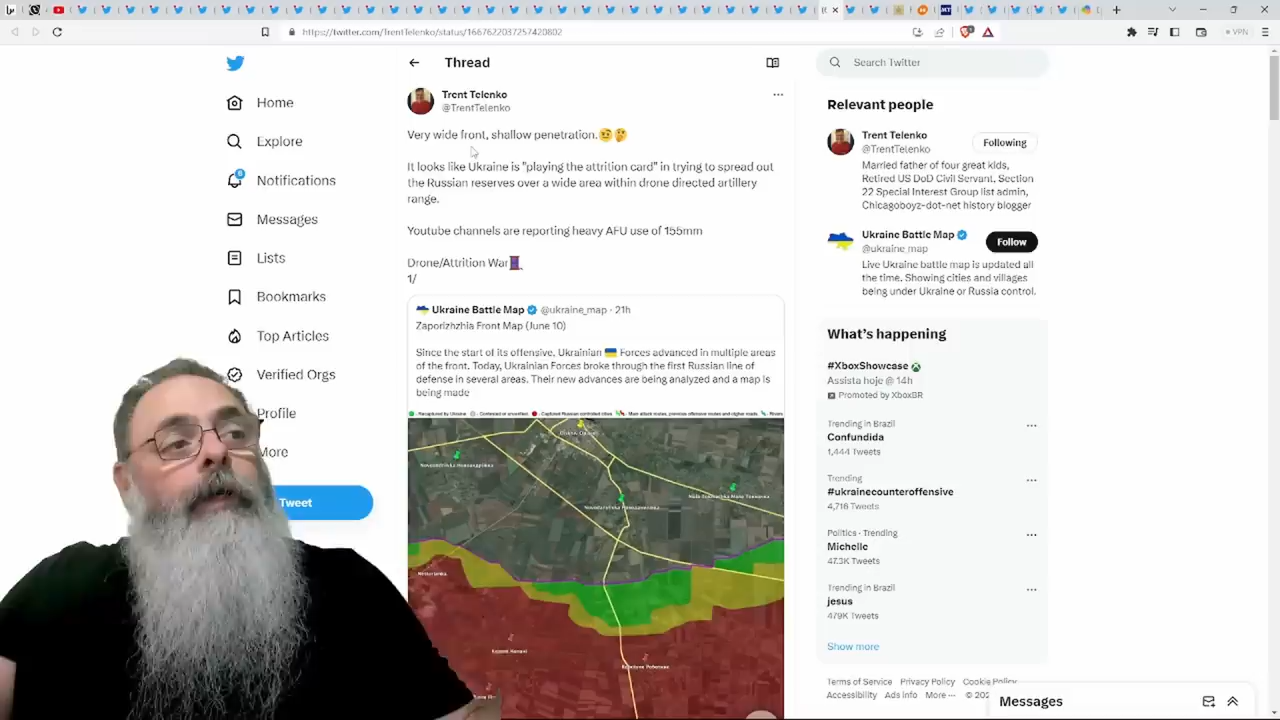 https://twitter.com/TrentTelenko/status/1667622037257420802
VPN
Home
Explore
6
Notifications
Messages
Lists
Bookmarks
Top Articles
Verified Orgs
Profile
More
Tweet
Thread
Trent Telenko
@TrentTelenko
Very wide front, shallow penetration.🤨🤔
It looks like Ukraine is "playing the attrition card" in trying to spread out
the Russian reserves over a wide area within drone directed artillery
range.
Youtube channels are reporting heavy AFU use of 155mm
Drone/Attrition War🧵
1/
Ukraine Battle Map @ukraine_map · 21h
Zaporizhzhia Front Map (June 10)
Since the start of its offensive, Ukrainian 🇺🇦 Forces advanced in multiple areas
of the front. Today, Ukrainian Forces broke through the first Russian line of
defense in several areas. Their new advances are being analyzed and a map is
being made
Search Twitter
Relevant people
Trent Telenko
@TrentTelenko
Following
Married father of four great kids,
Retired US DoD Civil Servant, Section
22 Special Interest Group list admin,
Chicagoboyz-dot-net history blogger
Ukraine Battle Map
@ukraine_map
Follow
Live Ukraine battle map is updated all
the time. Showing cities and villages
being under Ukraine or Russia control.
What's happening
#XboxShowcase
Assista hoje @ 14h
Promoted by XboxBR
Trending in Brazil
Confundida
1,444 Tweets
Trending
#ukrainecounteroffensive
4,716 Tweets
Politics · Trending
Michelle
47.3K Tweets
Trending in Brazil
jesus
479K Tweets
Show more
Terms of Service Privacy Policy Cookie Policy
Accessibility Ads info More ··· © 202
Messages